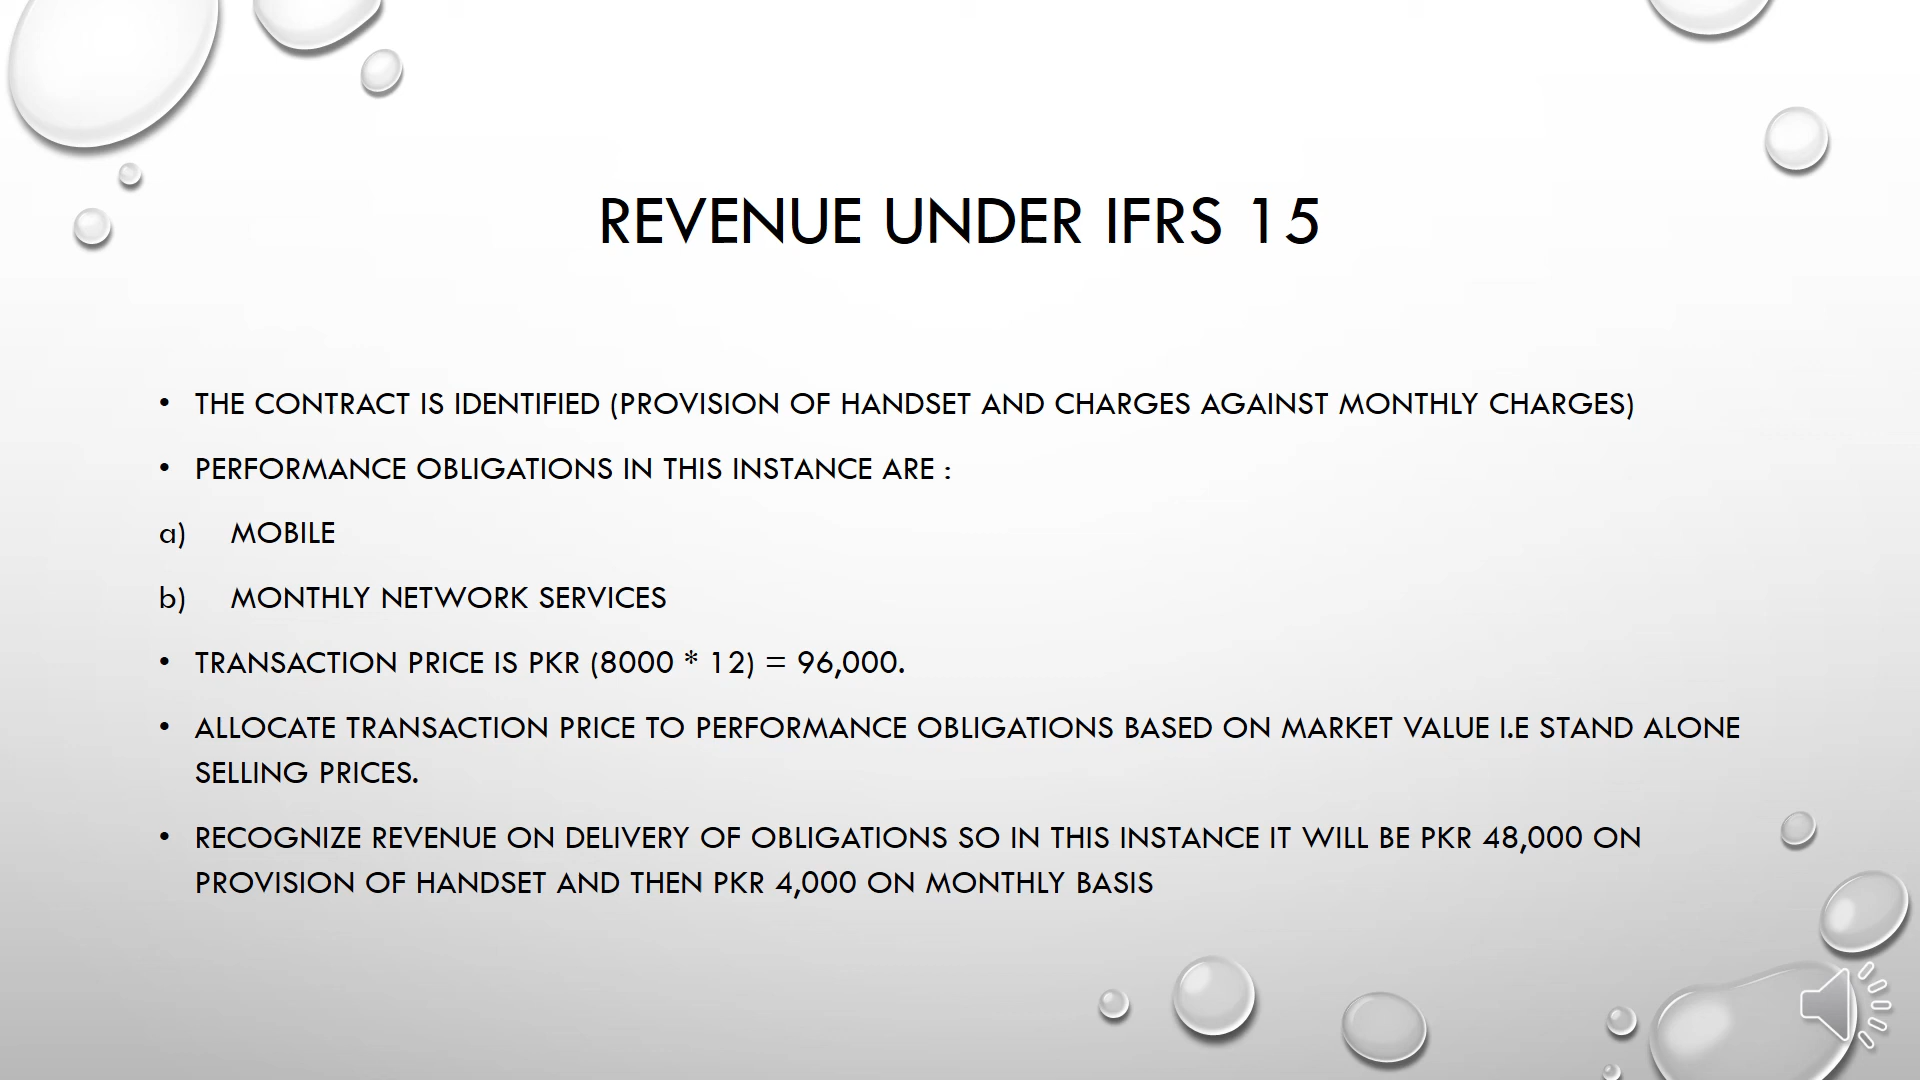 REVENUE UNDER IFRS 15
• THE CONTRACT IS IDENTIFIED (PROVISION OF HANDSET AND CHARGES AGAINST MONTHLY CHARGES)
• PERFORMANCE OBLIGATIONS IN THIS INSTANCE ARE :
a) MOBILE
b) MONTHLY NETWORK SERVICES
• TRANSACTION PRICE IS PKR (8000 * 12) = 96,000.
• ALLOCATE TRANSACTION PRICE TO PERFORMANCE OBLIGATIONS BASED ON MARKET VALUE I.E STAND ALONE
SELLING PRICES.
• RECOGNIZE REVENUE ON DELIVERY OF OBLIGATIONS SO IN THIS INSTANCE IT WILL BE PKR 48,000 ON
PROVISION OF HANDSET AND THEN PKR 4,000 ON MONTHLY BASIS